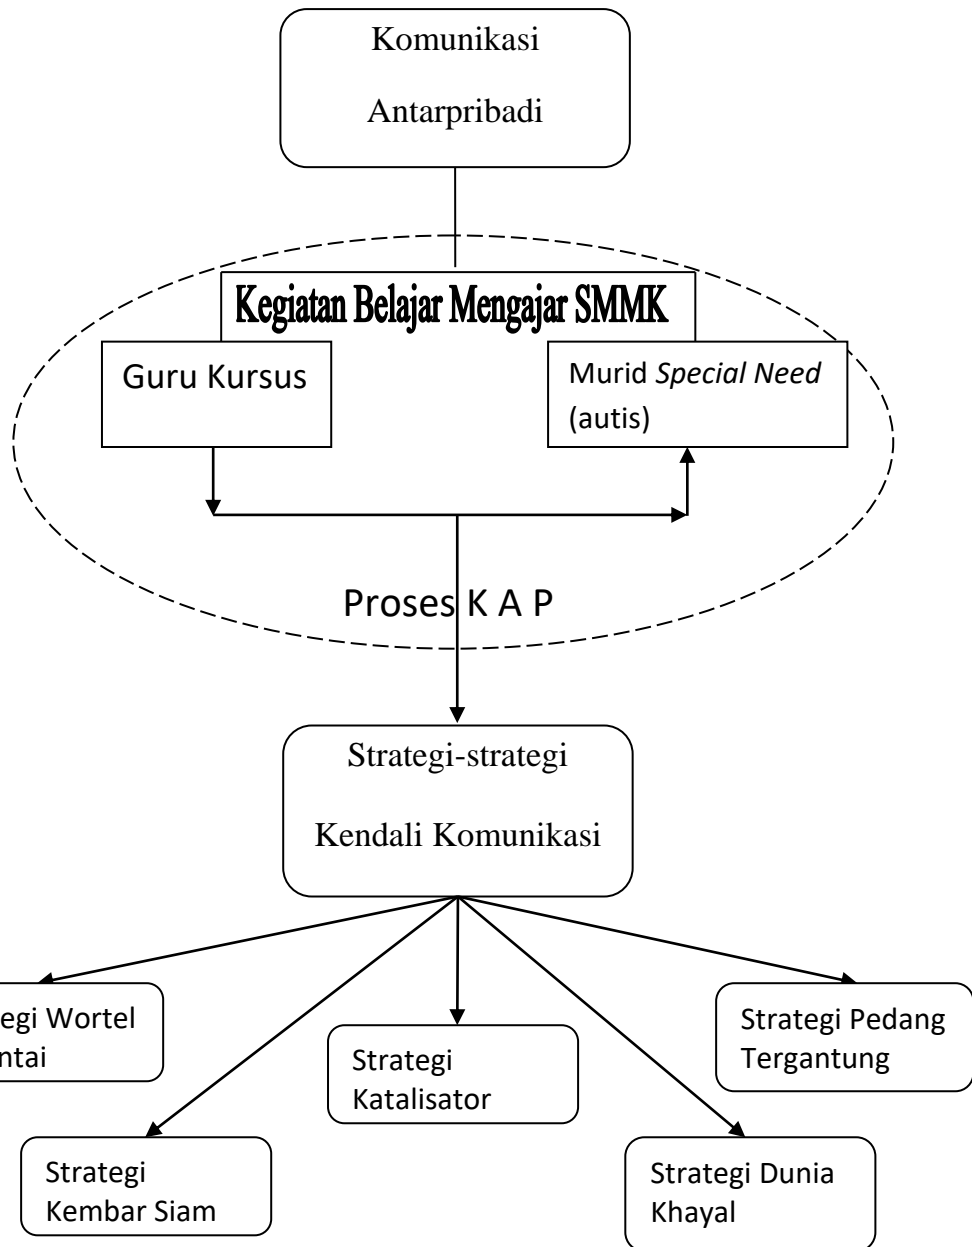 Komunikasi
Antarpribadi
Kegiatan Belajar Mengajar SMMK
Guru Kursus
Murid Special Need
(autis)
Proses K A P
Strategi-strategi
Kendali Komunikasi
egi Wortel
ntai
Strategi
Katalisator
Strategi Pedang
Tergantung
Strategi
Kembar Siam
Strategi Dunia
Khayal